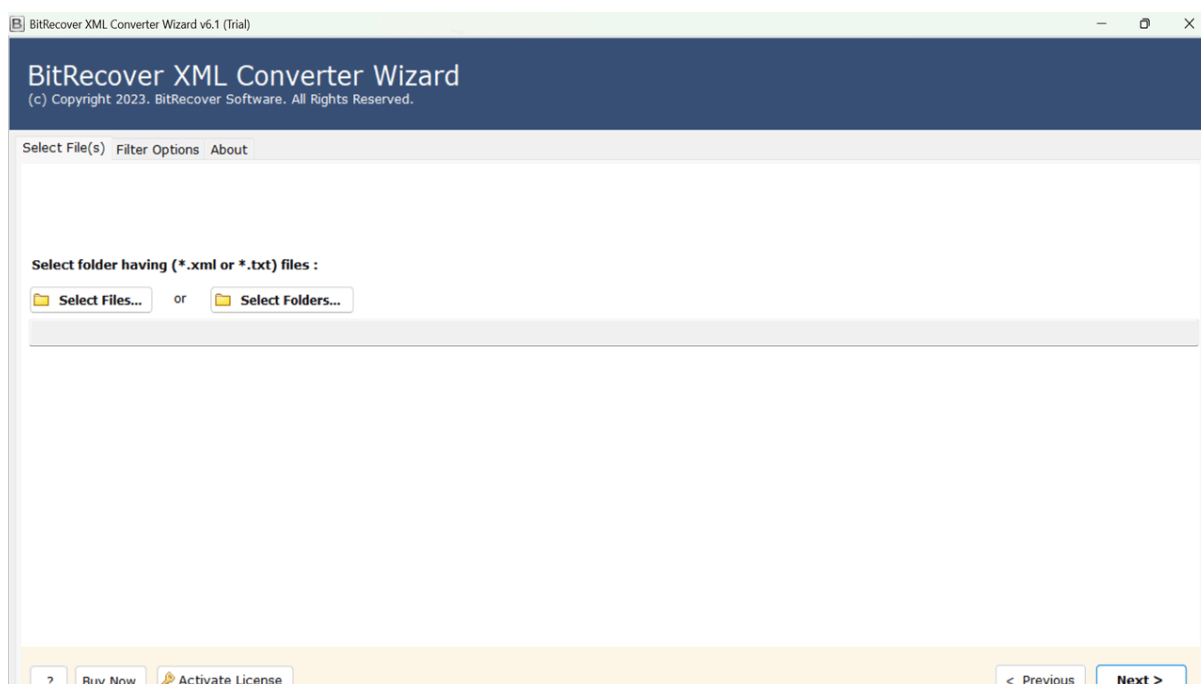 BitRecover XML Converter Wizard v6.1 (Trial)
BitRecover XML Converter Wizard
(c) Copyright 2023. BitRecover Software. All Rights Reserved.
Select File(s) Filter Options About
Select folder having (*.xml or *.txt) files :
Select Files... or Select Folders...
? Buy Now Activate License < Previous Next >